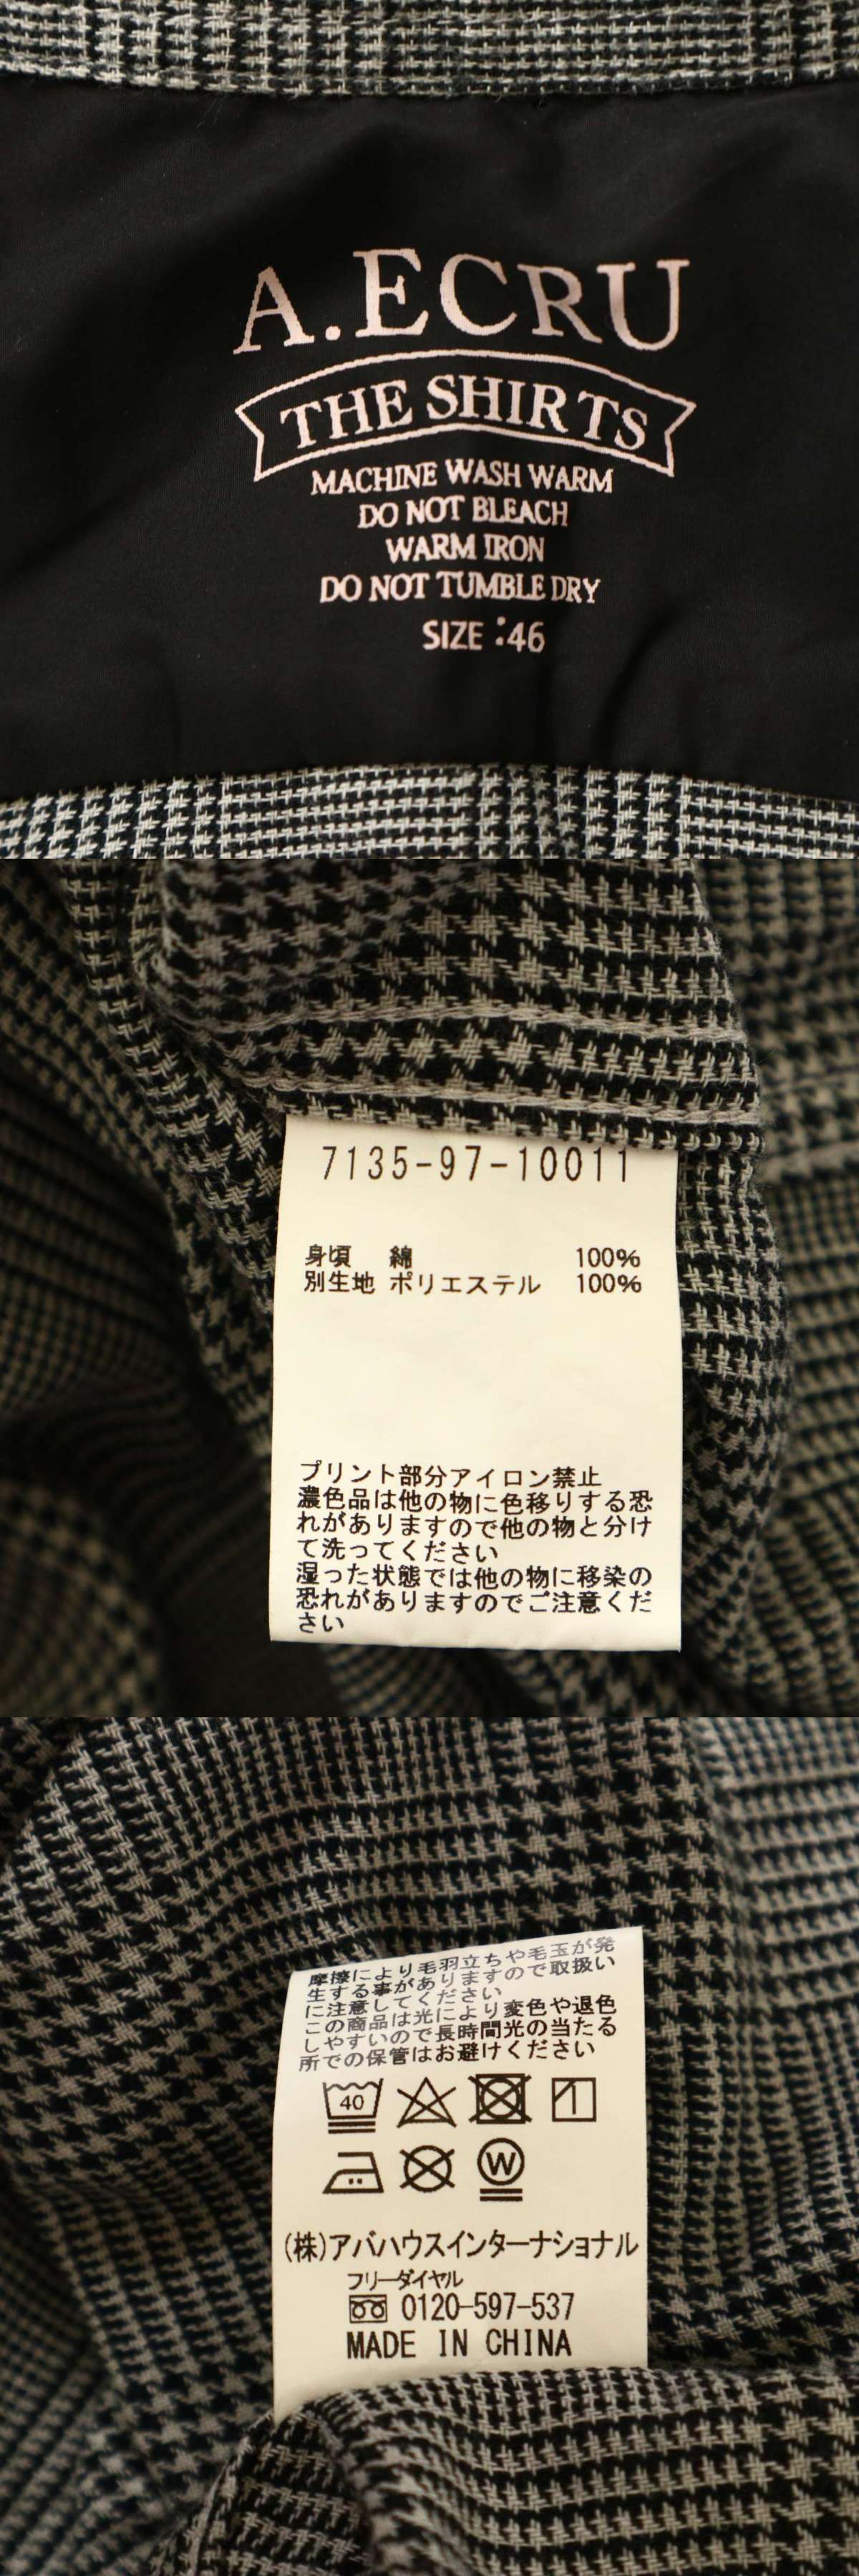 A.ECRU
THE SHIRTS
MACHINE WASH WARM
DO NOT BLEACH
WARM IRON
DO NOT TUMBLE DRY
SIZE :46
7135-97-10011
身頃 綿 100%
別生地 ポリエステル 100%
プリント部分アイロン禁止
濃色品は他の物に色移りする恐
れがありますので他の物と分け
て洗ってください
湿った状態では他の物に移染の
恐れがありますのでご注意くだ
さい
摩擦により毛羽立ちや毛玉が発
生する事がありますので取扱い
に注意してください
この商品は光により変色や退色
しやすいので長時間光の当たる
所での保管はお避けください
40
W
(株)アバハウスインターナショナル
フリーダイヤル
0120-597-537
MADE IN CHINA